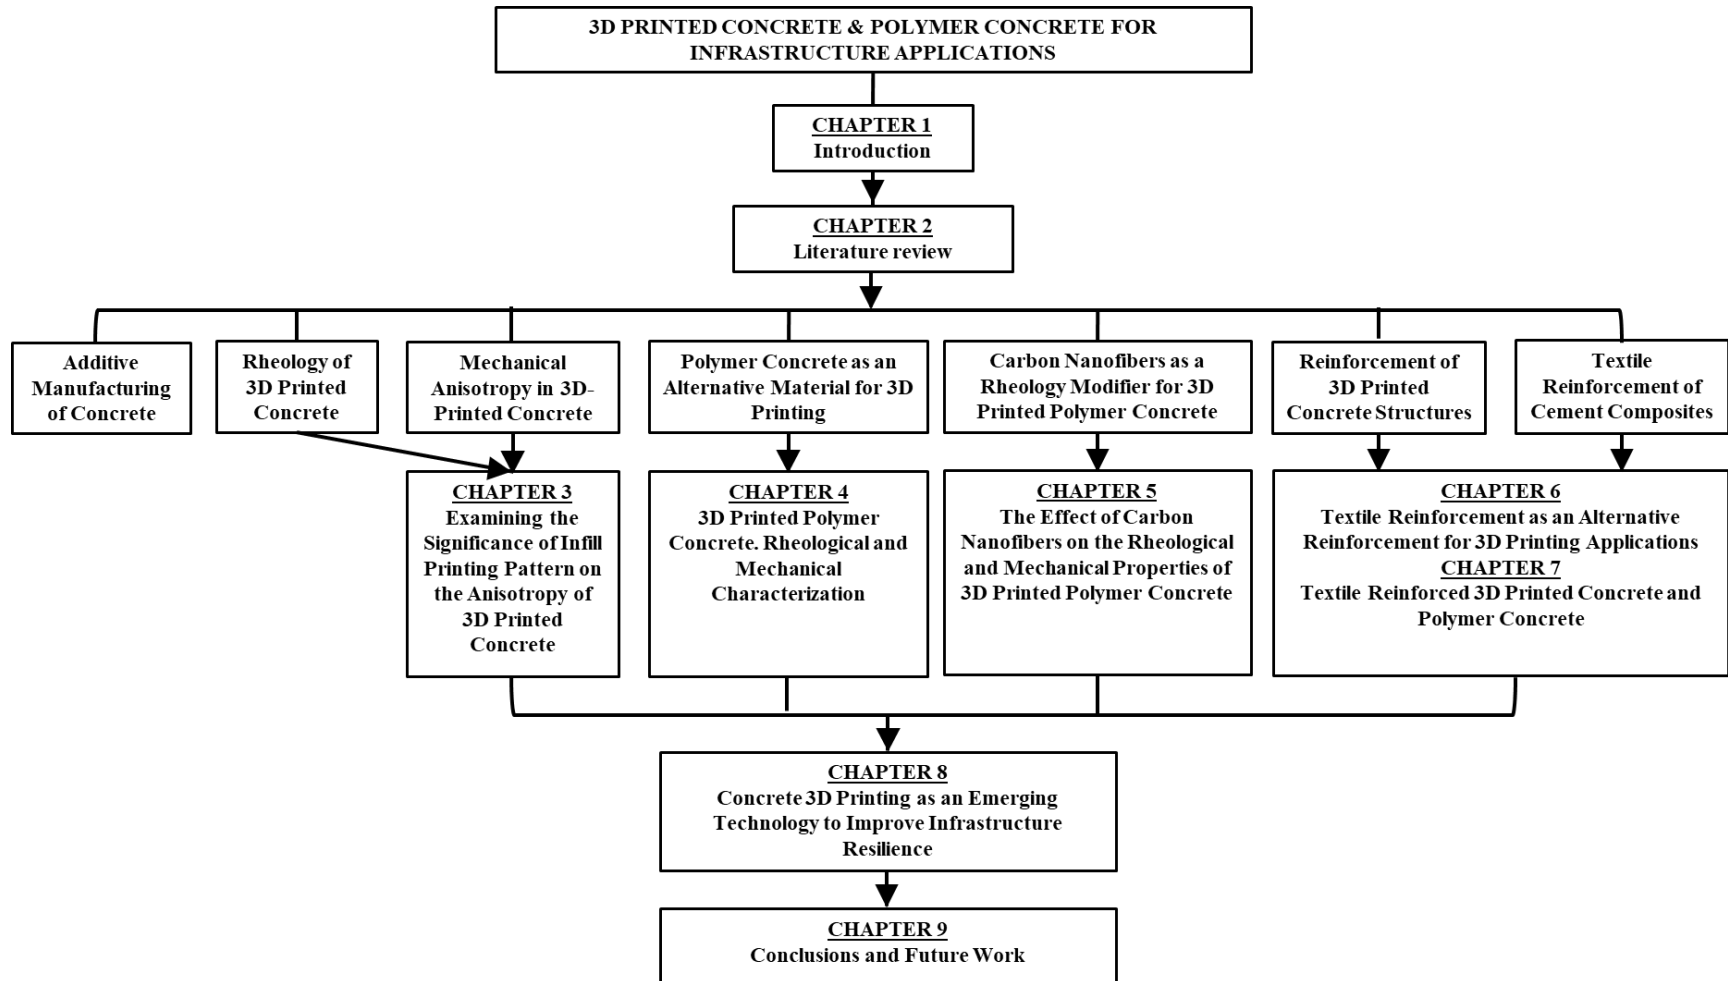 3D PRINTED CONCRETE & POLYMER CONCRETE FOR
INFRASTRUCTURE APPLICATIONS
CHAPTER 1
Introduction
CHAPTER 2
Literature review
Additive
Manufacturing
of Concrete
Rheology of
3D Printed
Concrete
Mechanical
Anisotropy in 3D-
Printed Concrete
Polymer Concrete as an
Alternative Material for 3D
Printing
Carbon Nanofibers as a
Rheology Modifier for 3D
Printed Polymer Concrete
Reinforcement of
3D Printed
Concrete Structures
Textile
Reinforcement of
Cement Composites
CHAPTER 3
Examining the
Significance of Infill
Printing Pattern on
the Anisotropy of
3D Printed
Concrete
CHAPTER 4
3D Printed Polymer
Concrete. Rheological and
Mechanical
Characterization
CHAPTER 5
The Effect of Carbon
Nanofibers on the Rheological
and Mechanical Properties of
3D Printed Polymer Concrete
CHAPTER 6
Textile Reinforcement as an Alternative
Reinforcement for 3D Printing Applications
CHAPTER 7
Textile Reinforced 3D Printed Concrete and
Polymer Concrete
CHAPTER 8
Concrete 3D Printing as an Emerging
Technology to Improve Infrastructure
Resilience
CHAPTER 9
Conclusions and Future Work